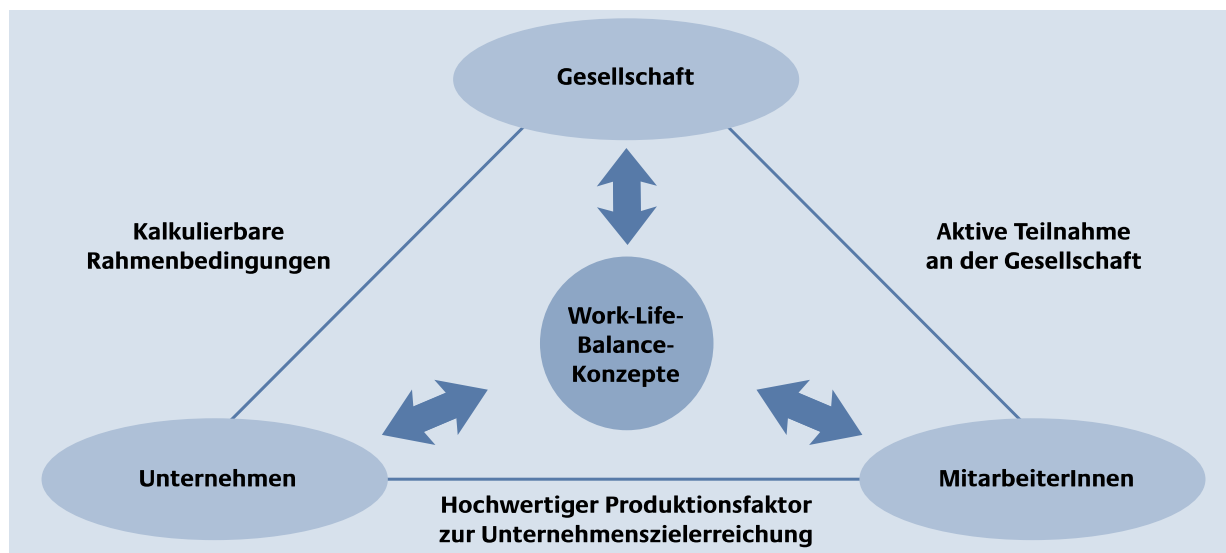 Gesellschaft
Kalkulierbare
Rahmenbedingungen
Aktive Teilnahme
an der Gesellschaft
Work-Life-
Balance-
Konzepte
Unternehmen
MitarbeiterInnen
Hochwertiger Produktionsfaktor
zur Unternehmenszielerreichung